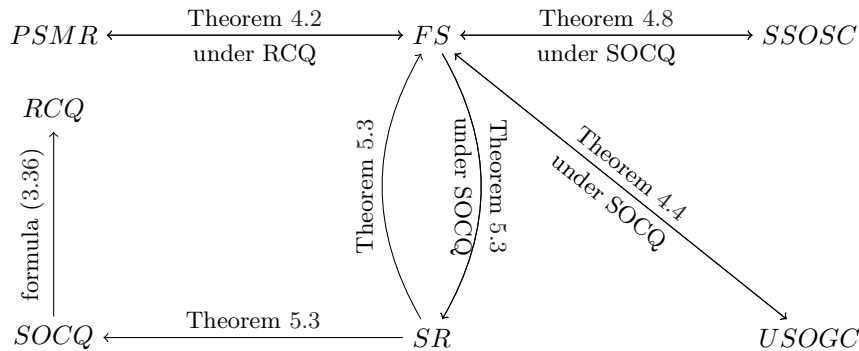 Theorem 4.2
Theorem 4.8
PSMR
FS
SSOSC
under RCQ
under SOCQ
RCQ
Theorem 5.3
under SOCQ
Theorem 5.3
Theorem 4.4
under SOCQ
formula (3.36)
Theorem 5.3
SOCQ
SR
USOGC